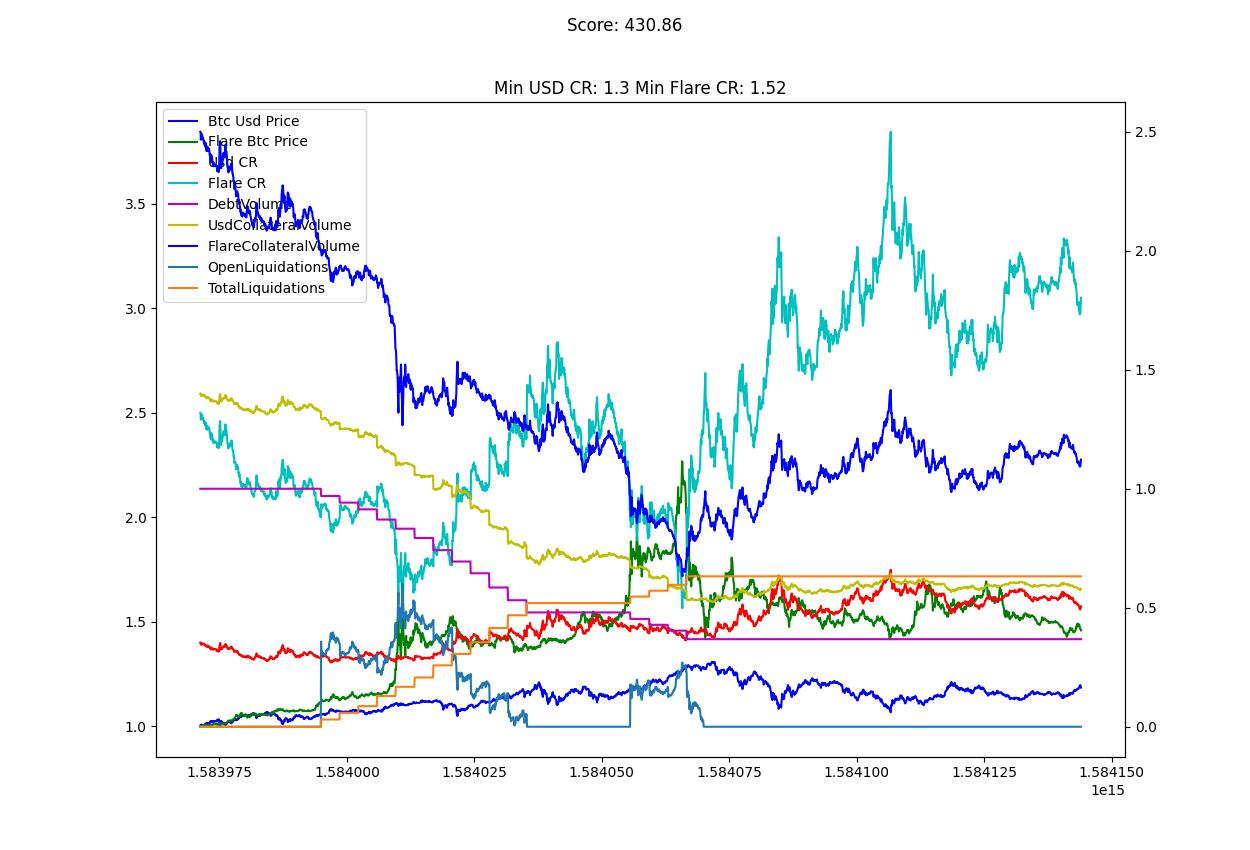 Score: 430.86
Min USD CR: 1.3 Min Flare CR: 1.52
Btc Usd Price
Flare Btc Price
Usd CR
Flare CR
DebtVolume
UsdCollateralVolume
FlareCollateralVolume
OpenLiquidations
TotalLiquidations
3.5
3.0
2.5
2.0
1.5
1.0
2.5
2.0
1.5
1.0
0.5
0.0
1.583975
1.584000
1.584025
1.584050
1.584075
1.584100
1.584125
1.584150
1e15